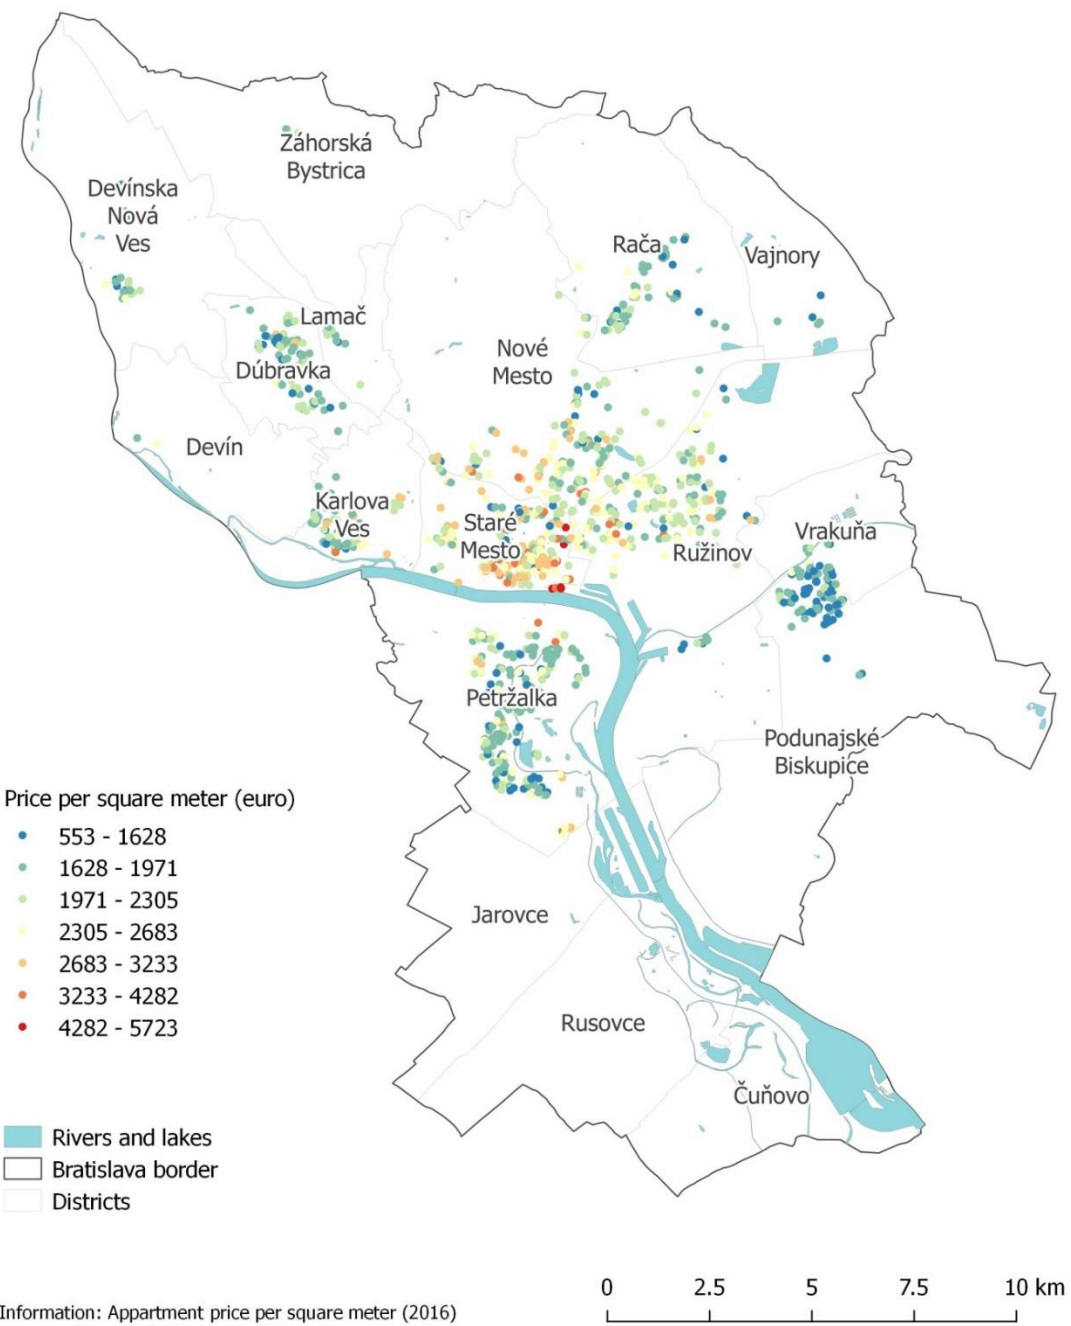 Záhorská
Bystrica
Devínska
Nová
Ves
Rača
Vajnory
Lamač
Nové
Mesto
Dúbravka
Devín
Karlova
Ves
Staré
Mesto
Ružinov
Vrakuňa
Petržalka
Podunajské
Biskupice
Jarovce
Rusovce
Čuňovo
Price per square meter (euro)
553 - 1628
1628 - 1971
1971 - 2305
2305 - 2683
2683 - 3233
3233 - 4282
4282 - 5723
Rivers and lakes
Bratislava border
Districts
0 2.5 5 7.5 10 km
Information: Appartment price per square meter (2016)